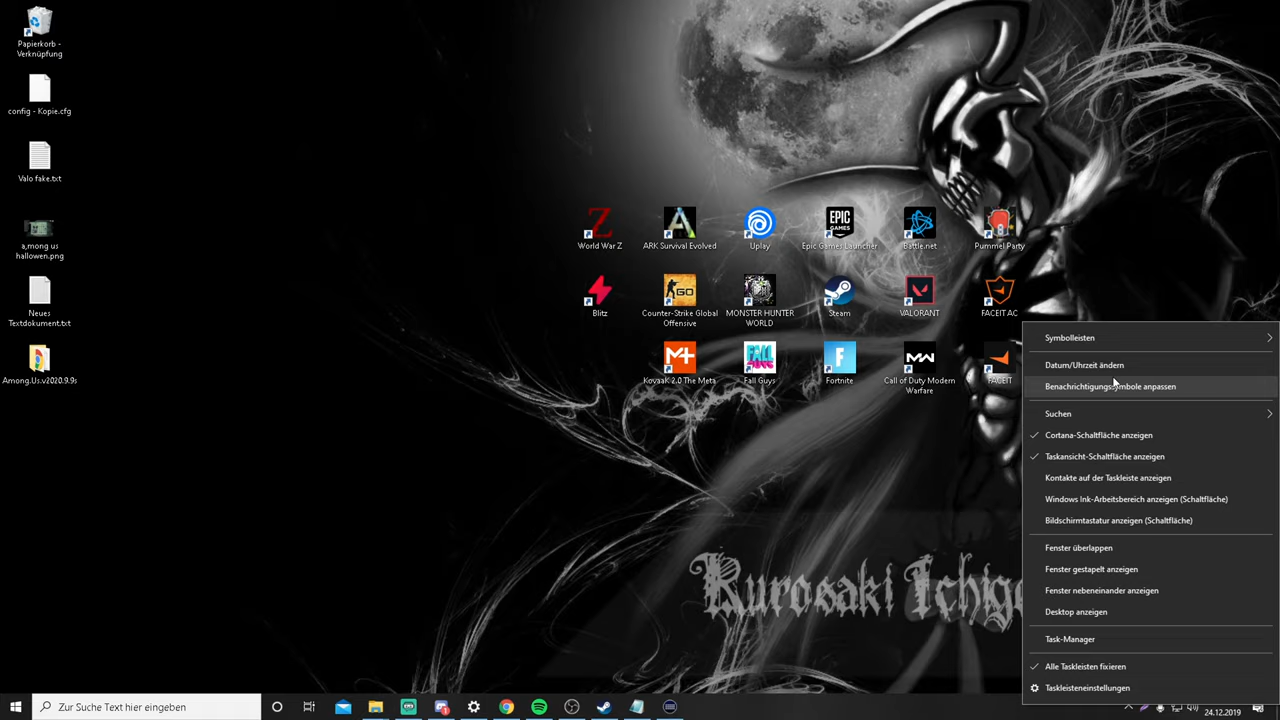 Papierkorb -
Verknüpfung
config - Kopie.cfg
Valo fake.txt
a,mong us
hallowen.png
Neues
Textdokument.txt
Among.Us.v2020.9.9s
World War Z
ARK Survival Evolved
Uplay
EPIC
GAMES
Epic Games Launcher
Battle.net
Pummel Party
Blitz
GO
Counter-Strike Global
Offensive
MONSTER HUNTER
WORLD
Steam
VALORANT
FACEIT AC
KovaaK 2.0 The Meta
FALL
Fall Guys
Fortnite
Call of Duty Modern
Warfare
FACEIT
Kurosaki Ichig
Symbolleisten
Datum/Uhrzeit ändern
Benachrichtigungssymbole anpassen
Suchen
Cortana-Schaltfläche anzeigen
Taskansicht-Schaltfläche anzeigen
Kontakte auf der Taskleiste anzeigen
Windows Ink-Arbeitsbereich anzeigen (Schaltfläche)
Bildschirmtastatur anzeigen (Schaltfläche)
Fenster überlappen
Fenster gestapelt anzeigen
Fenster nebeneinander anzeigen
Desktop anzeigen
Task-Manager
Alle Taskleisten fixieren
Taskleisteneinstellungen
Zur Suche Text hier eingeben
24.12.2019